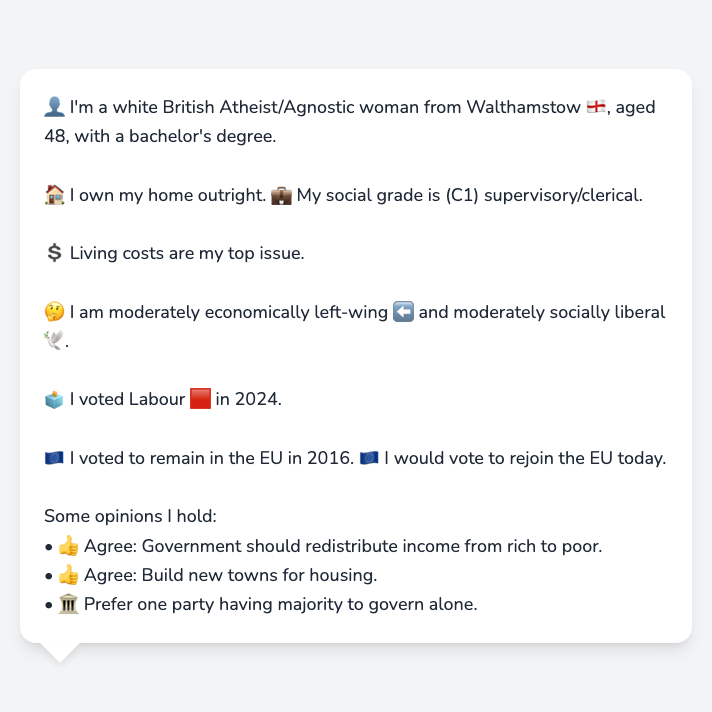 👤 I'm a white British Atheist/Agnostic woman from Walthamstow 🏴󠁧󠁢󠁥󠁮󠁧󠁿, aged
48, with a bachelor's degree.
🏠 I own my home outright. 💼 My social grade is (C1) supervisory/clerical.
💲 Living costs are my top issue.
🤔 I am moderately economically left-wing ⬅️ and moderately socially liberal
🕊️.
🗳️ I voted Labour 🟥 in 2024.
🇪🇺 I voted to remain in the EU in 2016. 🇪🇺 I would vote to rejoin the EU today.
Some opinions I hold:
• 👍 Agree: Government should redistribute income from rich to poor.
• 👍 Agree: Build new towns for housing.
• 🏛️ Prefer one party having majority to govern alone.